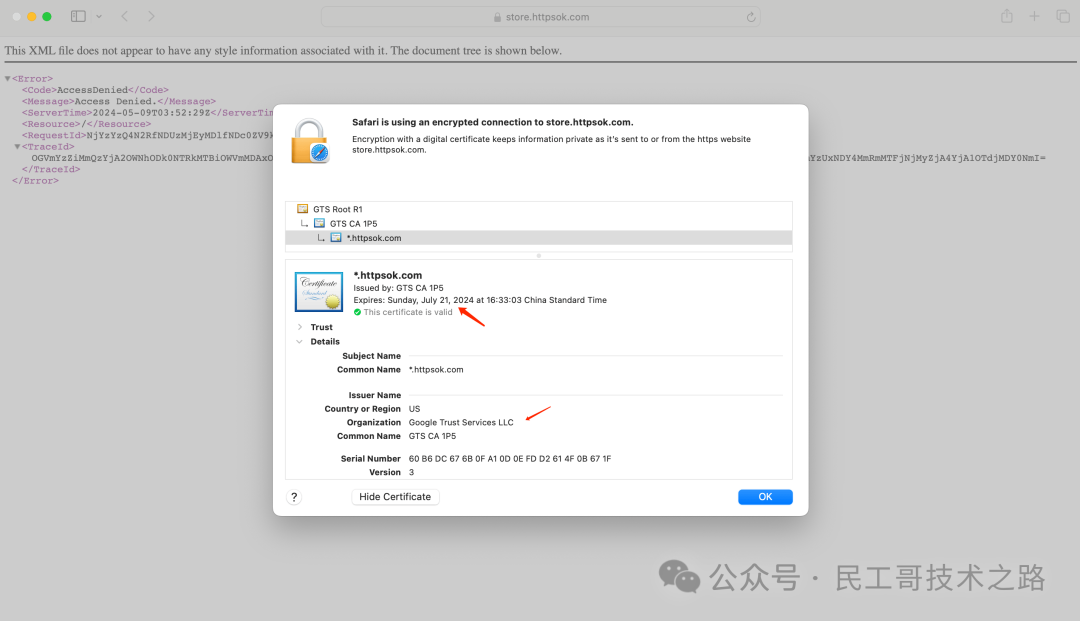 store.httpsok.com
This XML file does not appear to have any style information associated with it. The document tree is shown below.
<Error>
<Code>AccessDenied</Code>
<Message>Access Denied.</Message>
<ServerTime>2024-05-09T03:52:29Z</ServerTim
<Resource>/</Resource>
<RequestId>NjYzYzQ4N2RfNDUzMjEyMDlfNDc0ZV9k
<TraceId>
</TraceId>
</Error>
Safari is using an encrypted connection to store.httpsok.com.
Encryption with a digital certificate keeps information private as it's sent to or from the https website
store.httpsok.com.
GTS Root R1
GTS CA 1P5
*.httpsok.com
Certificate
Standard
*.httpsok.com
Issued by: GTS CA 1P5
Expires: Sunday, July 21, 2024 at 16:33:03 China Standard Time
This certificate is valid
Trust
Details
Subject Name
Common Name *.httpsok.com
Issuer Name
Country or Region US
Organization Google Trust Services LLC
Common Name GTS CA 1P5
Serial Number 60 B6 DC 67 6B 0F A1 0D 0E FD D2 61 4F 0B 67 1F
Version 3
? Hide Certificate OK
公众号 · 民工哥技术之路